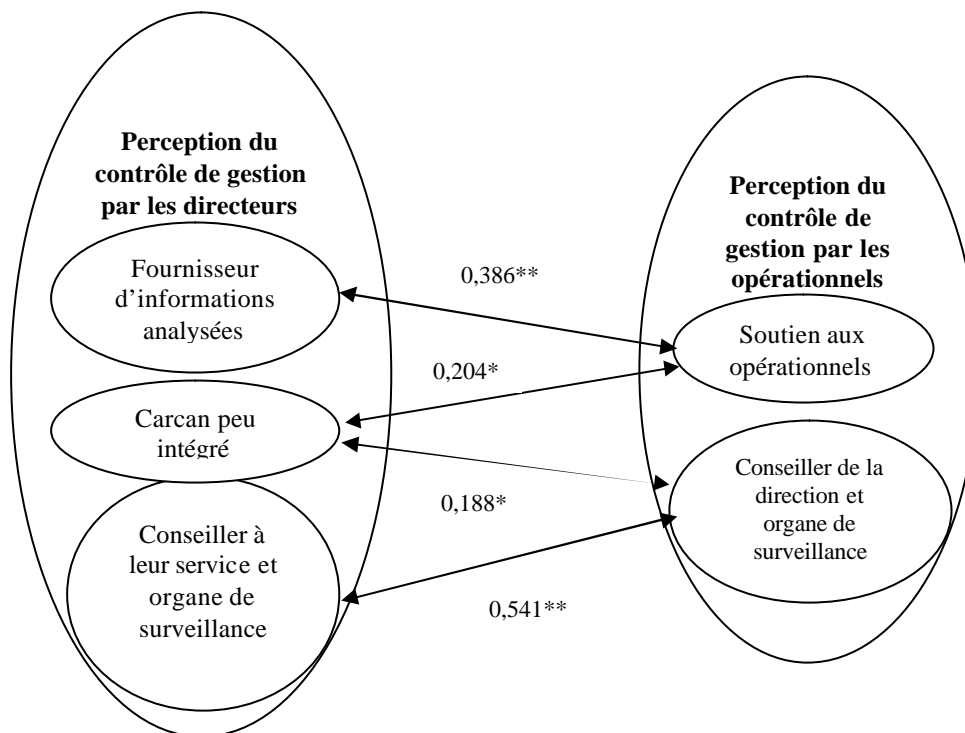 Perception du
contrôle de gestion
par les directeurs
Fournisseur
d’informations
analysées
Carcan peu
intégré
Conseiller à
leur service et
organe de
surveillance
0,386**
0,204*
0,188*
0,541**
Perception du
contrôle de
gestion par les
opérationnels
Soutien aux
opérationnels
Conseiller de la
direction et
organe de
surveillance